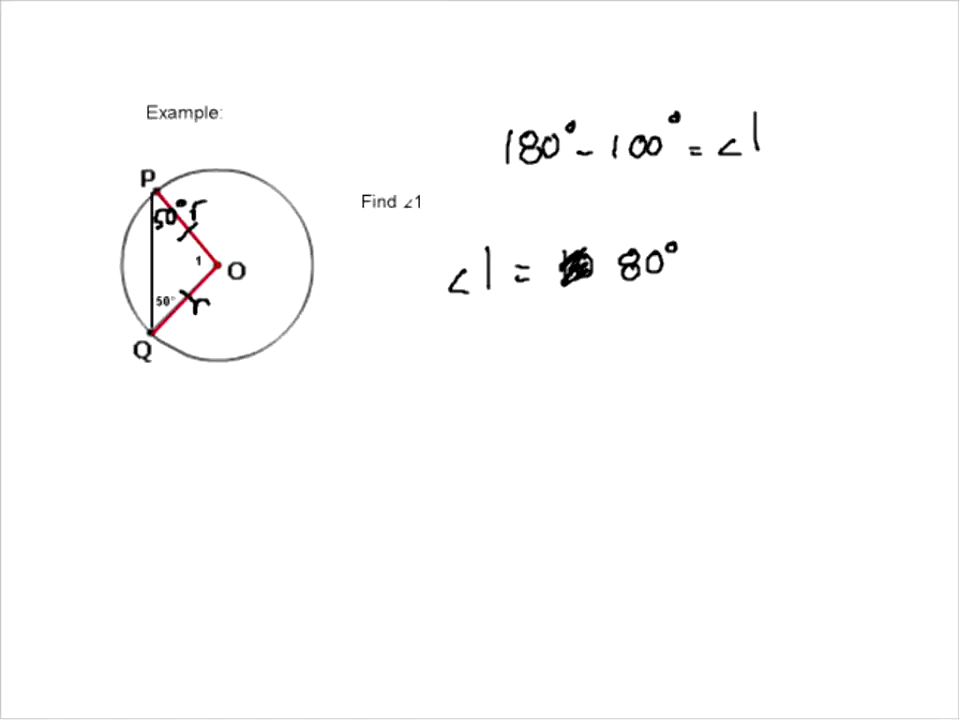 Example:
180° - 100° = ∠1
P
50° r
Find ∠1
1
O
∠1 = 80°
50° r
Q